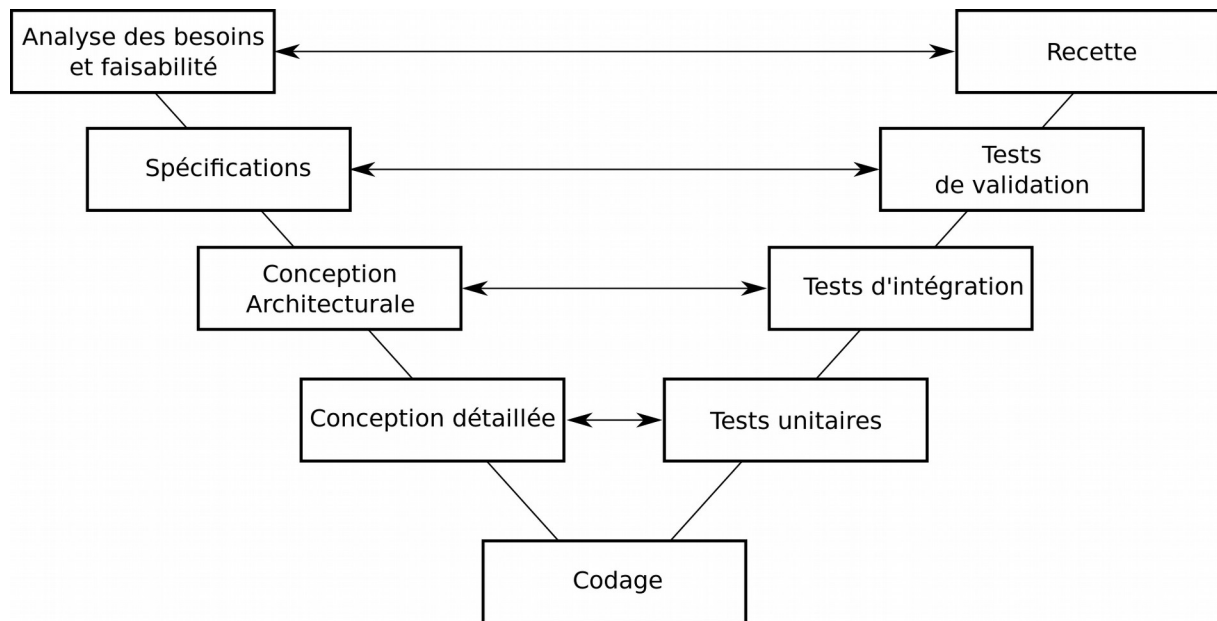 Analyse des besoins
et faisabilité
Recette
Spécifications
Tests
de validation
Conception
Architecturale
Tests d'intégration
Conception détaillée
Tests unitaires
Codage